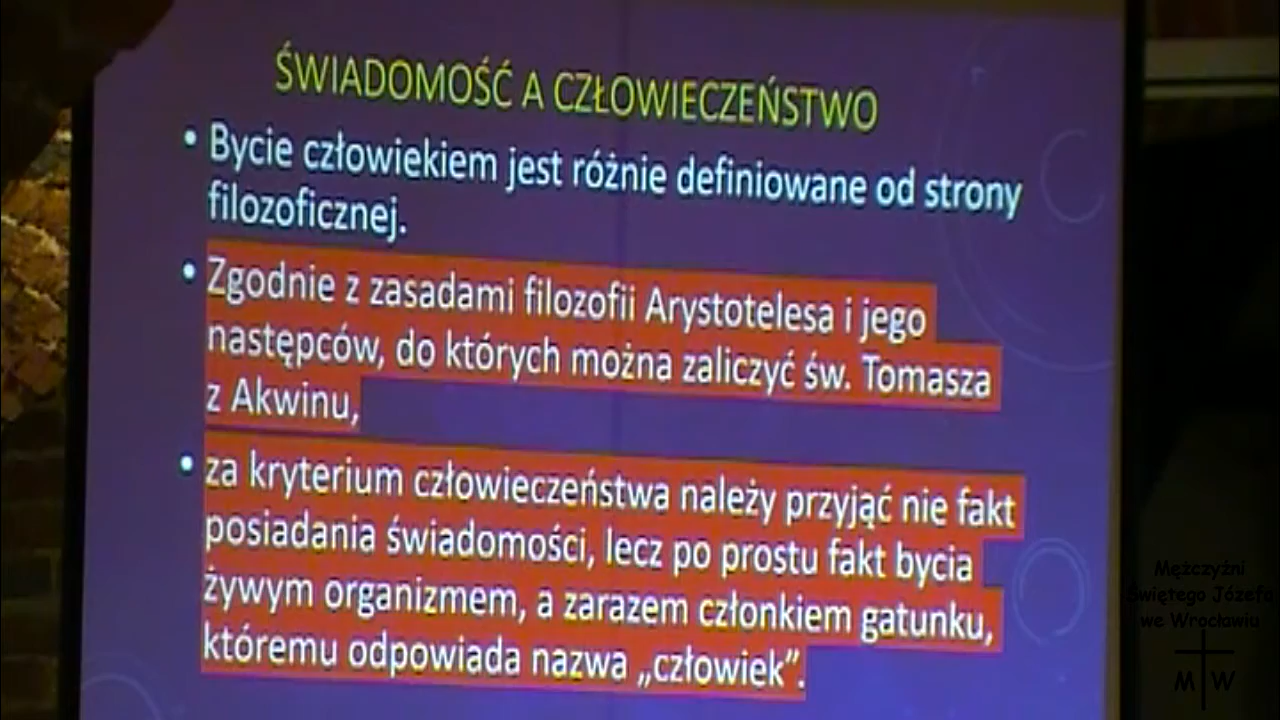 ŚWIADOMOŚĆ A CZŁOWIECZEŃSTWO
• Bycie człowiekiem jest różnie definiowane od strony
filozoficznej.
• Zgodnie z zasadami filozofii Arystotelesa i jego
następców, do których można zaliczyć św. Tomasza
z Akwinu,
• za kryterium człowieczeństwa należy przyjąć nie fakt
posiadania świadomości, lecz po prostu fakt bycia
żywym organizmem, a zarazem członkiem gatunku,
któremu odpowiada nazwa „człowiek”.
Mężczyźni
Świętego Józefa
we Wrocławiu
M W